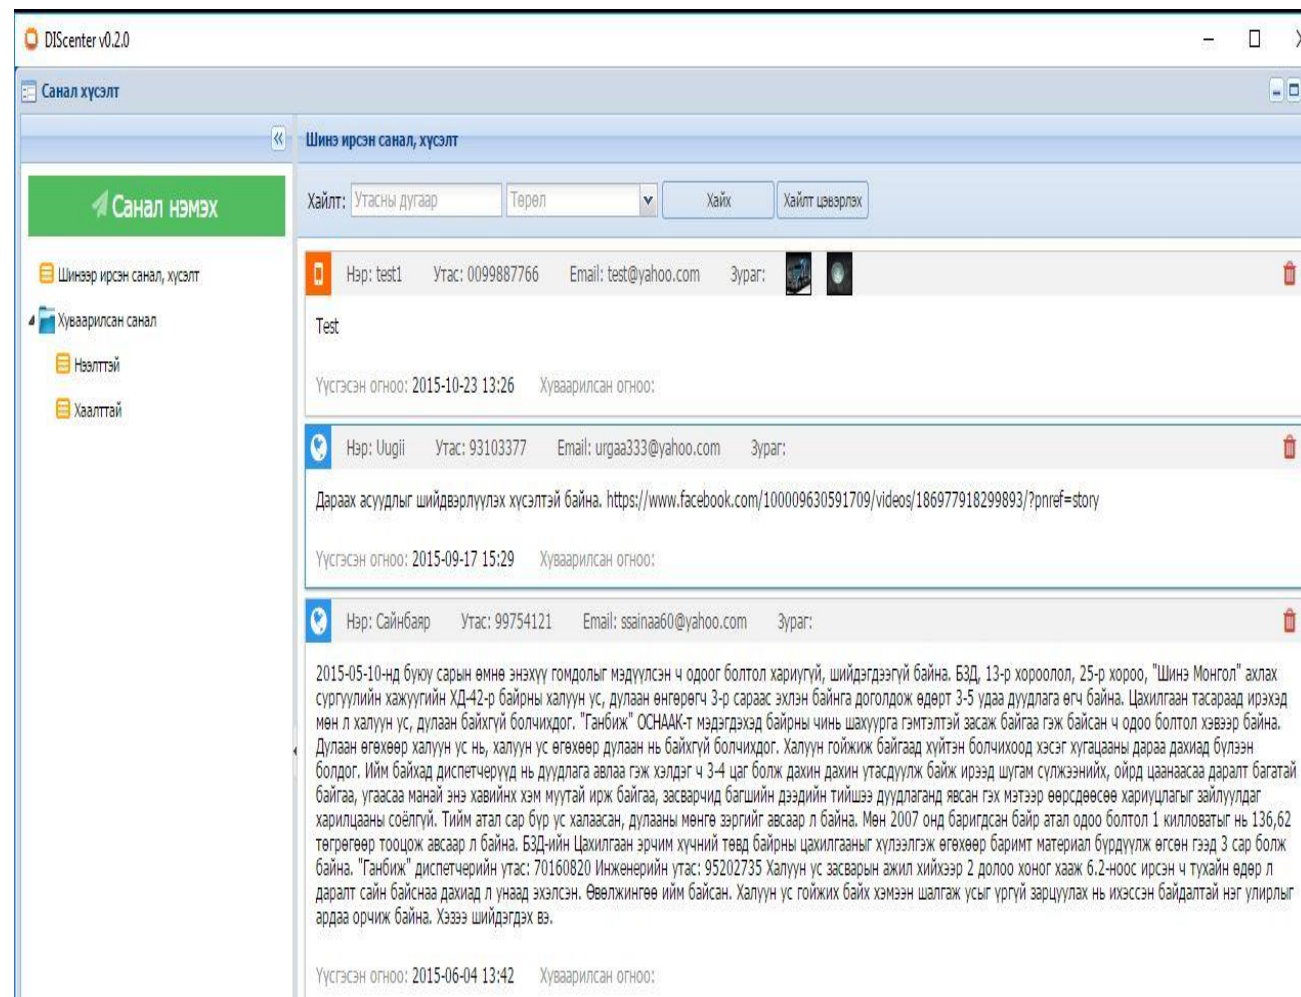 DIScenter v0.2.0
Санал хүсэлт
Шинэ ирсэн санал, хүсэлт
Санал нэмэх
Хайлт: Утасны дугаар Төрөл Хайх Хайлт цэвэрлэх
Шинээр ирсэн санал, хүсэлт
Хуваарилсан санал
Нээлттэй
Хаалттай
Нэр: test1 Утас: 0099887766 Email: test@yahoo.com Зураг:
Test
Үүсгэсэн огноо: 2015-10-23 13:26 Хуваарилсан огноо:
Нэр: Uugii Утас: 93103377 Email: urgaa333@yahoo.com Зураг:
Дараах асуудлыг шийдвэрлүүлэх хүсэлтэй байна. https://www.facebook.com/100009630591709/videos/186977918299893/?pnref=story
Үүсгэсэн огноо: 2015-09-17 15:29 Хуваарилсан огноо:
Нэр: Сайнбаяр Утас: 99754121 Email: ssainaa60@yahoo.com Зураг:
2015-05-10-нд буюу сарын өмнө энэхүү гомдолыг мэдүүлсэн ч одоог болтол хариугүй, шийдэгдээгүй байна. БЗД, 13-р хороолол, 25-р хороо, "Шинэ Монгол" ахлах
сургуулийн хажуугийн ХД-42-р байрны халуун ус, дулаан өнгөрөгч 3-р сараас эхлэн байнга доголдож өдөрт 3-5 удаа дуудлага өгч байна. Цахилгаан тасараад ирэхэд
мөн л халуун ус, дулаан байхгүй болчихдог. "Ганбиж" ОСНААК-т мэдэгдэхэд байрны чинь шахуурга гэмтэлтэй засаж байгаа гэж байсан ч одоо болтол хэвээр байна.
Дулаан өгөхөөр халуун ус нь, халуун ус өгөхөөр дулаан нь байхгүй болчихдог. Халуун гойжиж байгаад хүйтэн болчихоод хэсэг хугацааны дараа дахиад бүлээн
болдог. Ийм байхад диспетчерүүд нь дуудлага авлаа гэж хэлдэг ч 3-4 цаг болж дахин дахин утасдуулж байж ирээд шугам сүлжээнийх, ойрд цаанаасаа даралт багатай
байгаа, угаасаа манай энэ хавийнх хэм муутай ирж байгаа, засварчид багшийн дээдийн тийшээ дуудлаганд явсан гэх мэтээр өөрсдөөсөө хариуцлагыг зайлуулдаг
харилцааны соёлгүй. Тийм атал сар бүр ус халаасан, дулааны мөнгө зэргийг авсаар л байна. Мөн 2007 онд баригдсан байр атал одоо болтол 1 килловатыг нь 136,62
төгрөгөөр тооцож авсаар л байна. БЗД-ийн Цахилгаан эрчим хүчний төвд байрны цахилгааныг хүлээлгэж өгөхөөр баримт материал бүрдүүлж өгсөн гээд 3 сар болж
байна. "Ганбиж" диспетчерийн утас: 70160820 Инженерийн утас: 95202735 Халуун ус засварын ажил хийхээр 2 долоо хоног хааж 6.2-ноос ирсэн ч тухайн өдөр л
даралт сайн байснаа дахиад л унаад эхэлсэн. Өвөлжингөө ийм байсан. Халуун ус гойжих байх хэмээн шалгаж усыг үргүй зарцуулах нь ихэссэн байдалтай нэг улирлыг
ардаа орчиж байна. Хэзээ шийдэгдэх вэ.
Үүсгэсэн огноо: 2015-06-04 13:42 Хуваарилсан огноо: